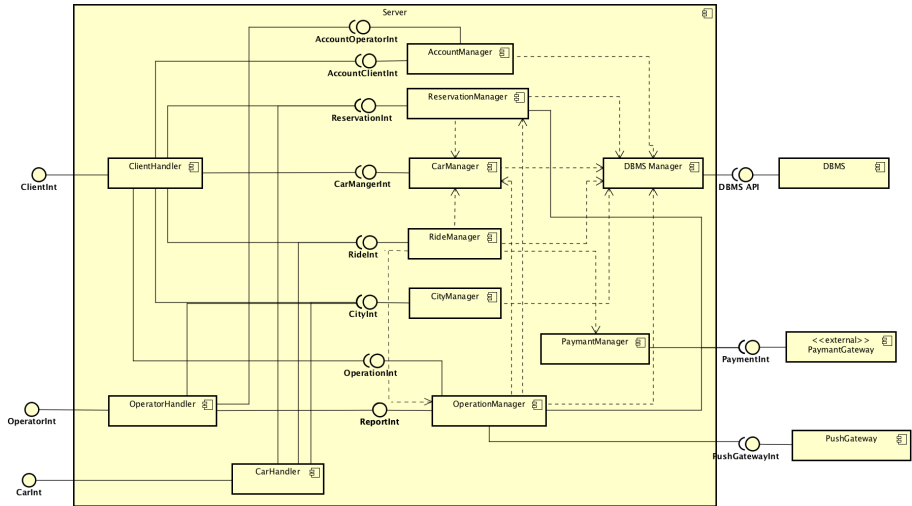 Server
AccountOperatorInt
AccountManager
AccountClientInt
ReservationManager
ReservationInt
ClientHandler
CarManager
DBMS Manager
DBMS
ClientInt
CarMangerInt
DBMS API
RideManager
RideInt
CityManager
CityInt
PaymantManager
<<external>>
PaymantGateway
PaymentInt
OperationInt
OperatorHandler
OperationManager
OperatorInt
ReportInt
PushGateway
PushGatewayInt
CarHandler
CarInt